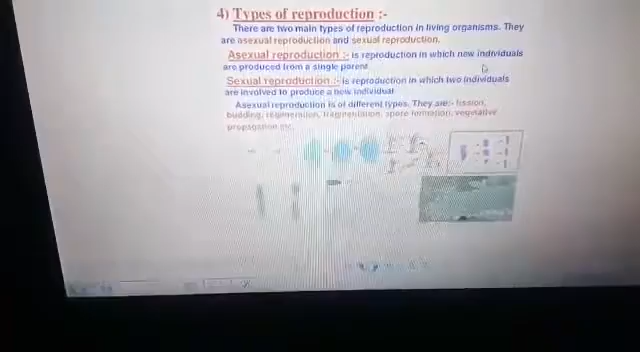 4) Types of reproduction :-
There are two main types of reproduction in living organisms. They
are asexual reproduction and sexual reproduction.
Asexual reproduction :- is reproduction in which new individuals
are produced from a single parent.
Sexual reproduction :- is reproduction in which two individuals
are involved to produce a new individual
Asexual reproduction is of different types. They are:- fission,
budding, regeneration, fragmentation, spore formation, vegetative
propagation etc.